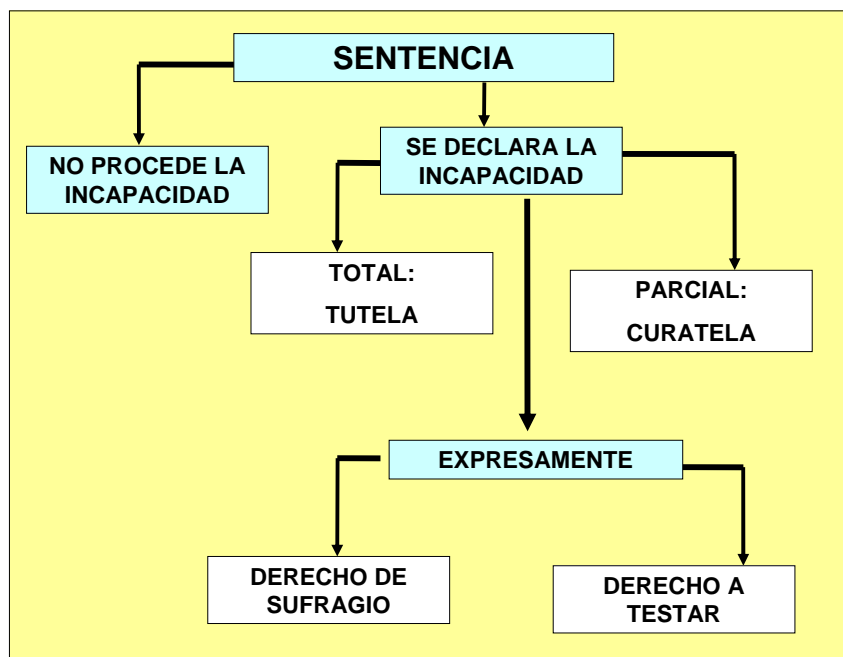 SENTENCIA
NO PROCEDE LA
INCAPACIDAD
SE DECLARA LA
INCAPACIDAD
TOTAL:
TUTELA
PARCIAL:
CURATELA
EXPRESAMENTE
DERECHO DE
SUFRAGIO
DERECHO A
TESTAR